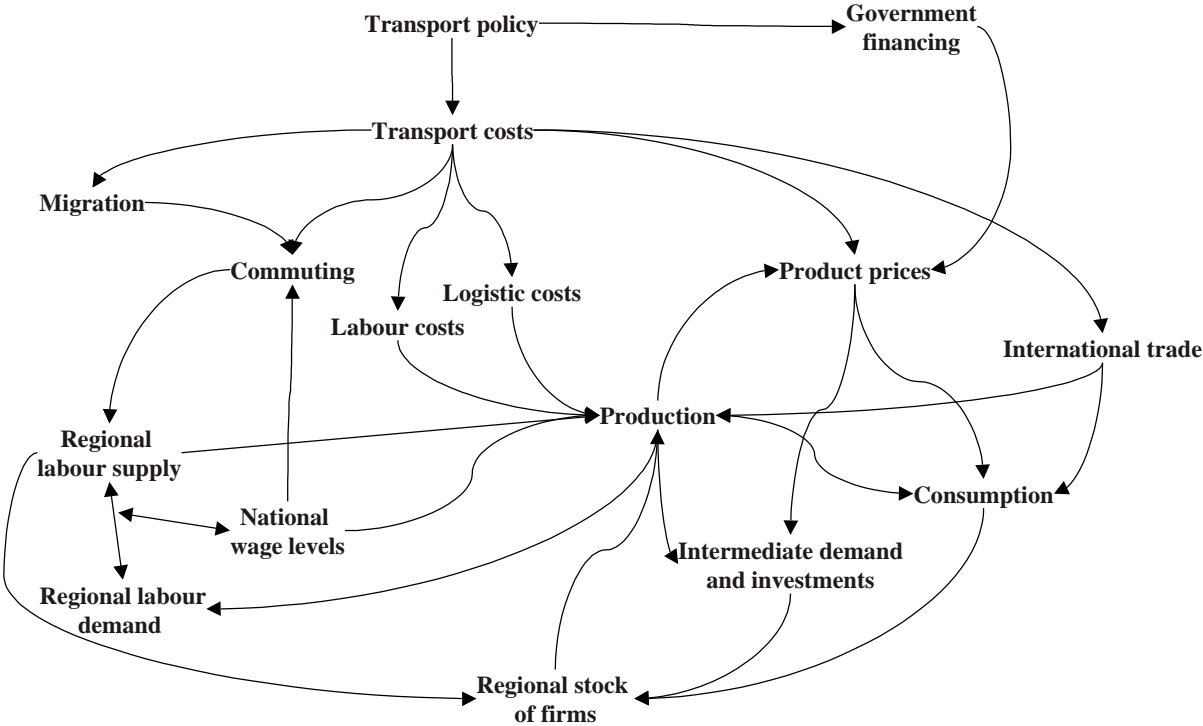 Transport policy
Government
financing
Transport costs
Migration
Commuting
Product prices
Logistic costs
Labour costs
International trade
Production
Regional
labour supply
Consumption
National
wage levels
Intermediate demand
and investments
Regional labour
demand
Regional stock
of firms